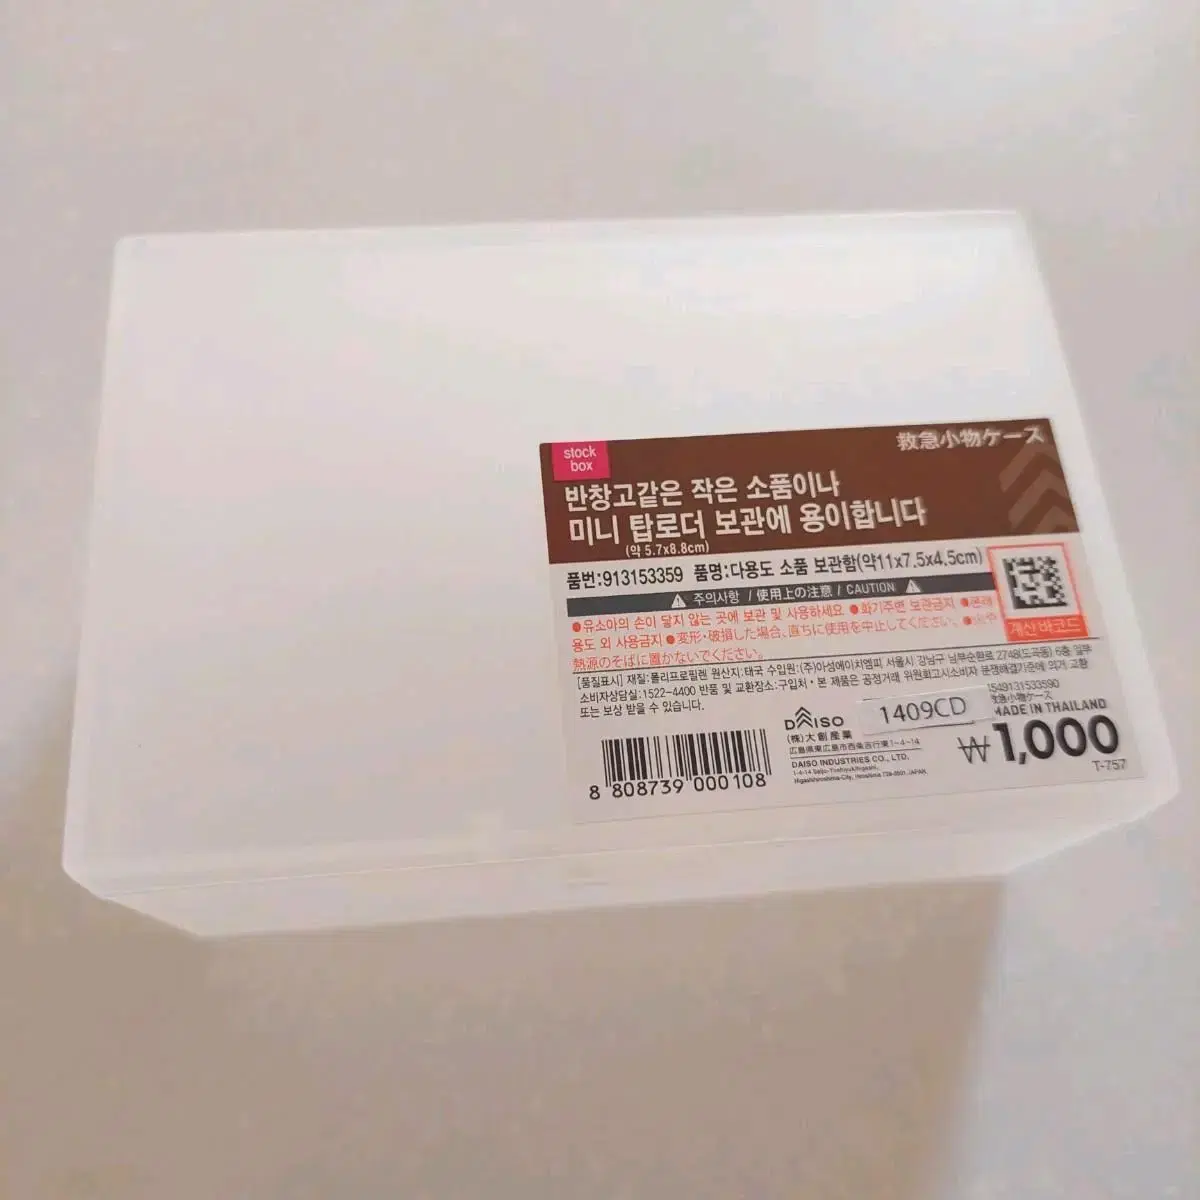 stock
box
救急小物ケース
반창고같은 작은 소품이나
미니 탑로더 보관에 용이합니다
(약 5.7x8.8cm)
품번:913153359 품명:다용도 소품 보관함(약11x7.5x4.5cm)
주의사항 / 使用上の注意 / CAUTION
●유소아의 손이 닿지 않는 곳에 보관 및 사용하세요 ●화기주변 보관금지 ●본래
용도 외 사용금지 ●変形・破損した場合、直ちに使用を中止してください。
熱源のそばに置かないでください。
계산 바코드
[품질표시] 재질:폴리프로필렌 원산지:태국 수입원:(주)아성에이치엠피 서울시 강남구 남부순환로 2748(도곡동) 6층 일부
소비자상담실:1522-4400 반품 및 교환장소:구입처・본 제품은 공정거래 위원회고시소비자 분쟁해결기준에 의거 교환
또는 보상 받을 수 있습니다.
1549131533590
救急小物ケース
MADE IN THAILAND
1409CD
DAISO
(株)大創産業
広島県東広島市西条吉行東1-4-14
DAISO INDUSTRIES CO., LTD.
1-4-14 Saijo-Yoshiyukihigashi,
Higashihiroshima-City, Hiroshima 739-8501 JAPAN
₩1,000
T-757
8 808739 000108